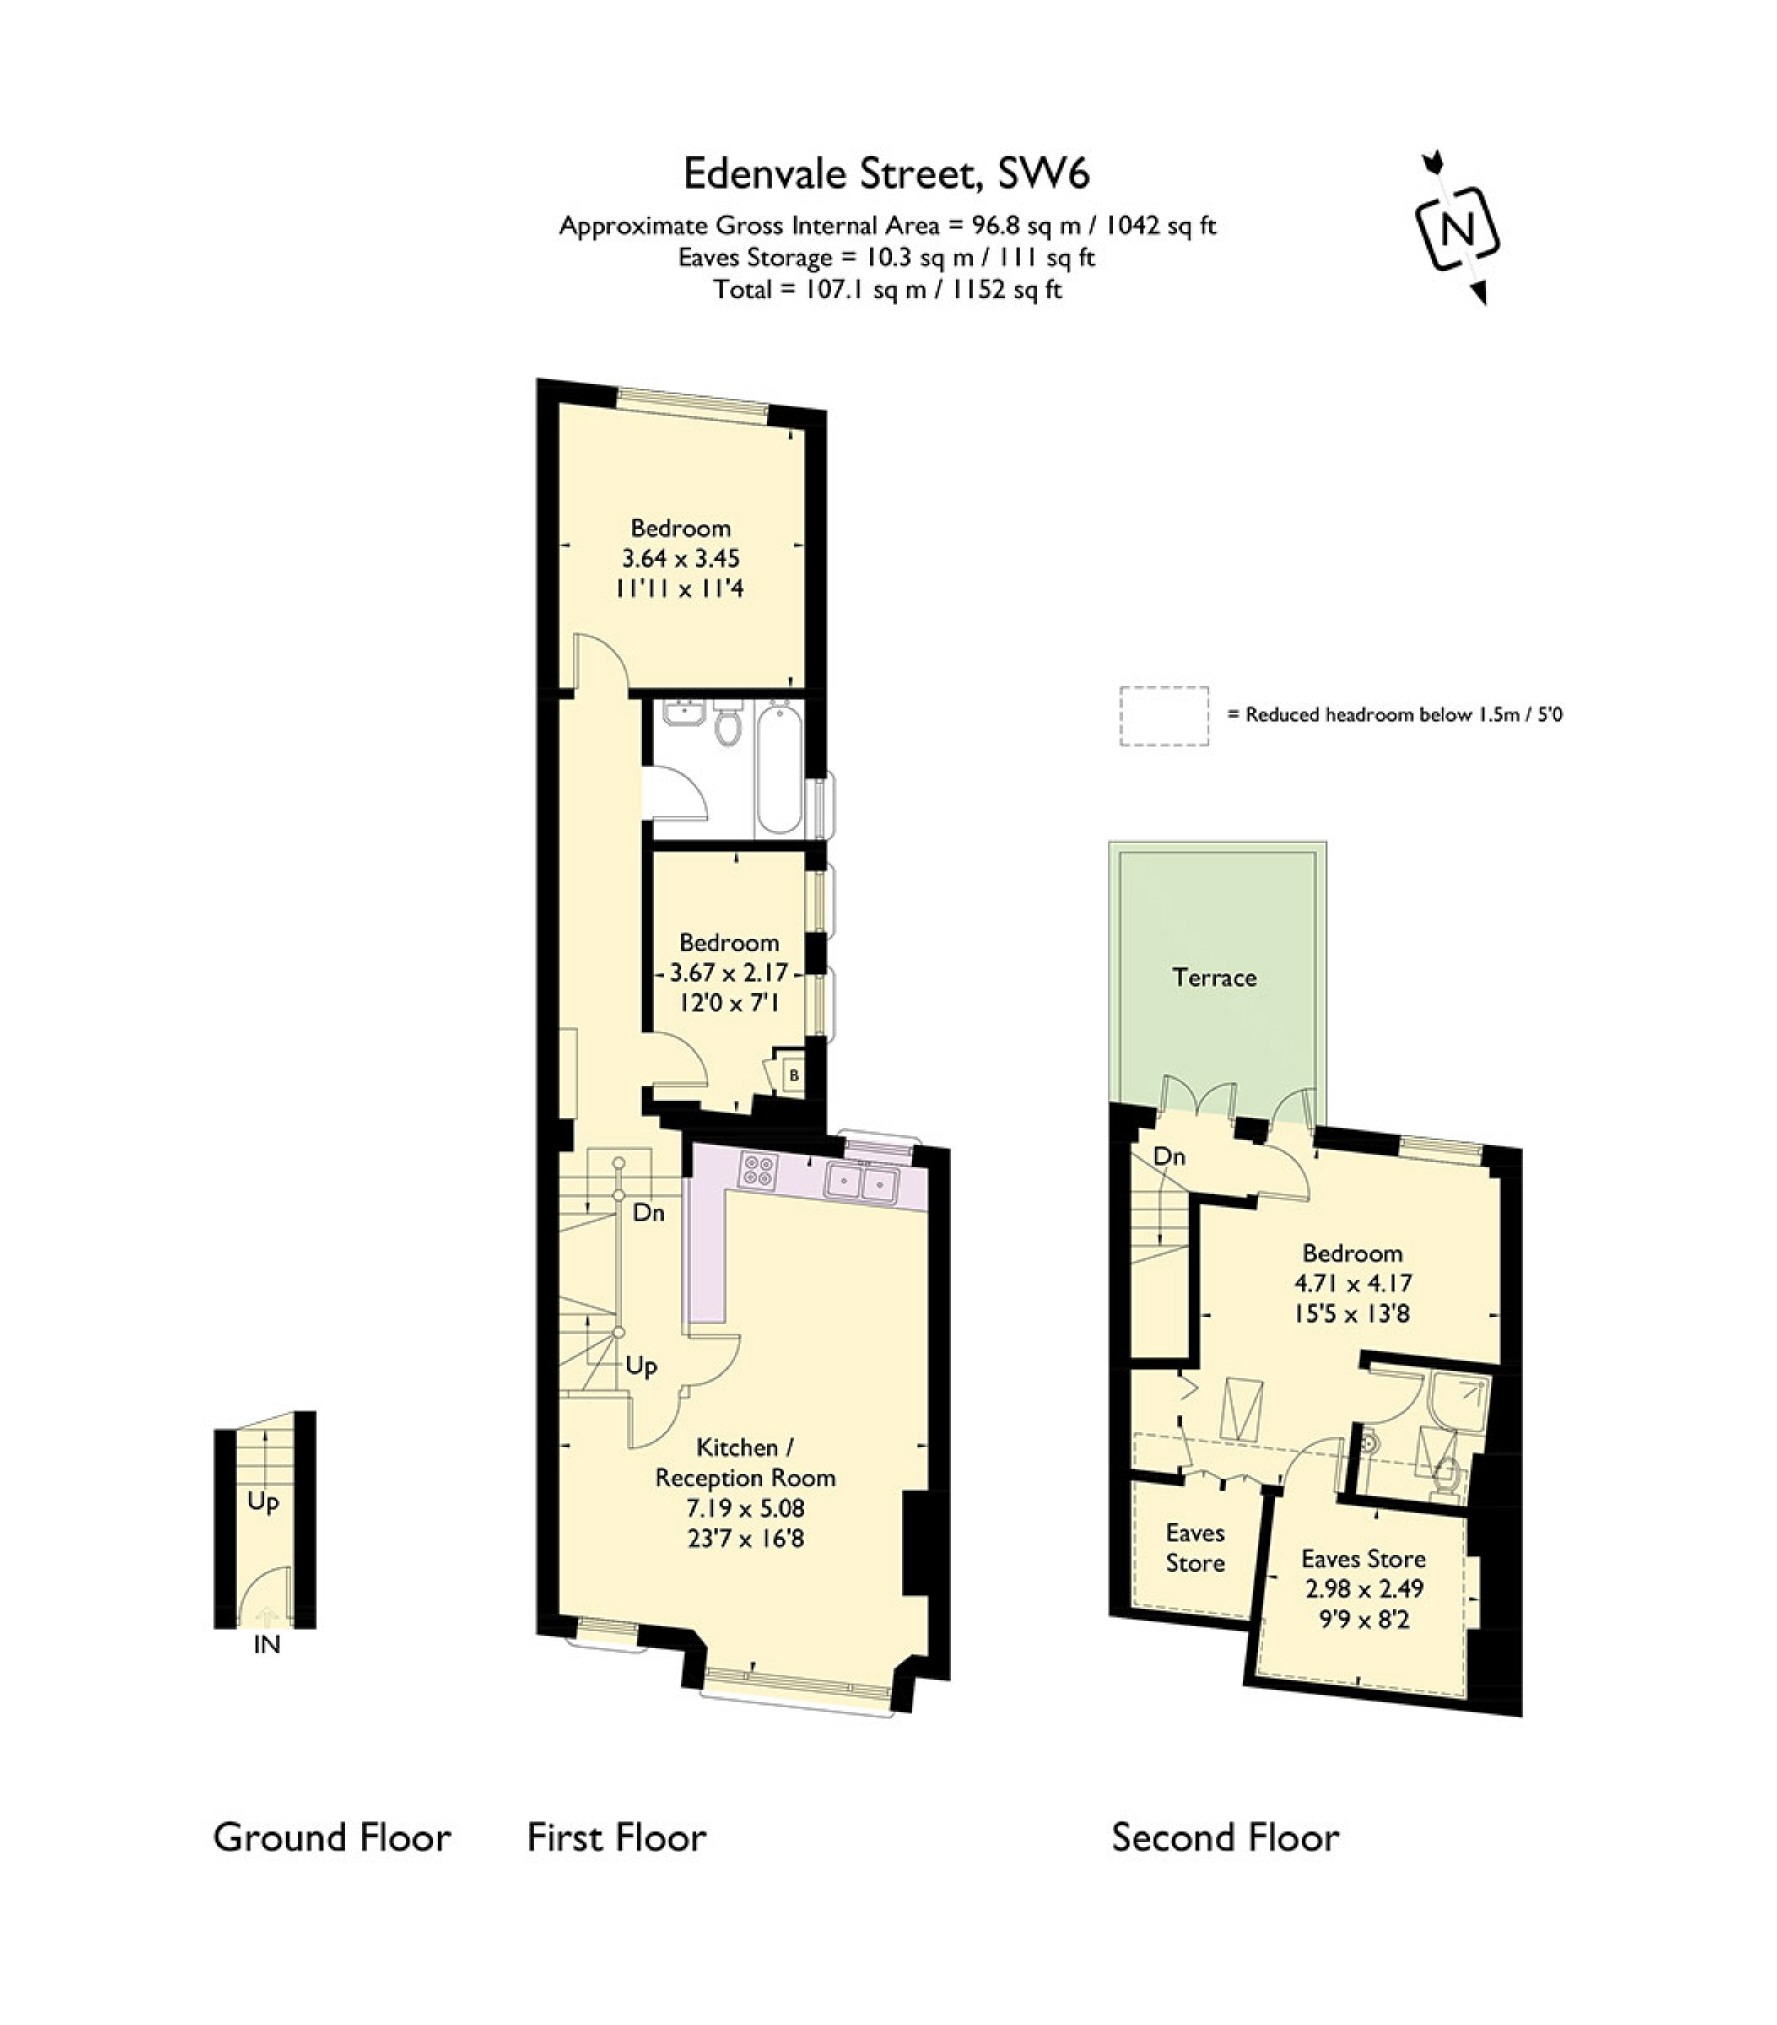 Edenvale Street, SW6
Approximate Gross Internal Area = 96.8 sq m / 1042 sq ft
Eaves Storage = 10.3 sq m / 111 sq ft
Total = 107.1 sq m / 1152 sq ft
N
Bedroom
3.64 x 3.45
11'11 x 11'4
= Reduced headroom below 1.5m / 5'0
Bedroom
3.67 x 2.17
12'0 x 7'1
B
Dn
Up
Kitchen /
Reception Room
7.19 x 5.08
23'7 x 16'8
Terrace
Dn
Bedroom
4.71 x 4.17
15'5 x 13'8
Eaves
Store
Eaves Store
2.98 x 2.49
9'9 x 8'2
Up
IN
Ground Floor
First Floor
Second Floor